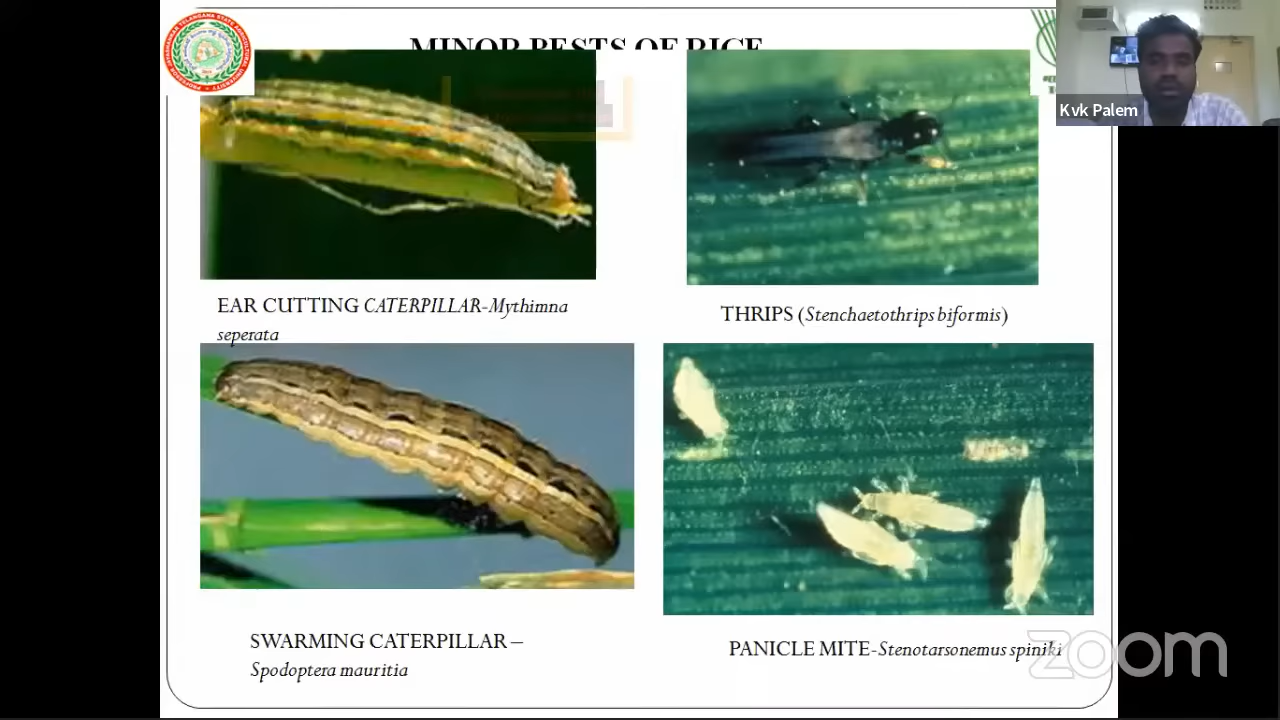 MINOR PESTS OF RICE
Kvk Palem
EAR CUTTING CATERPILLAR-Mythimna
seperata
THRIPS (Stenchaetothrips biformis)
SWARMING CATERPILLAR –
Spodoptera mauritia
PANICLE MITE-Stenotarsonemus spiniki
zoom